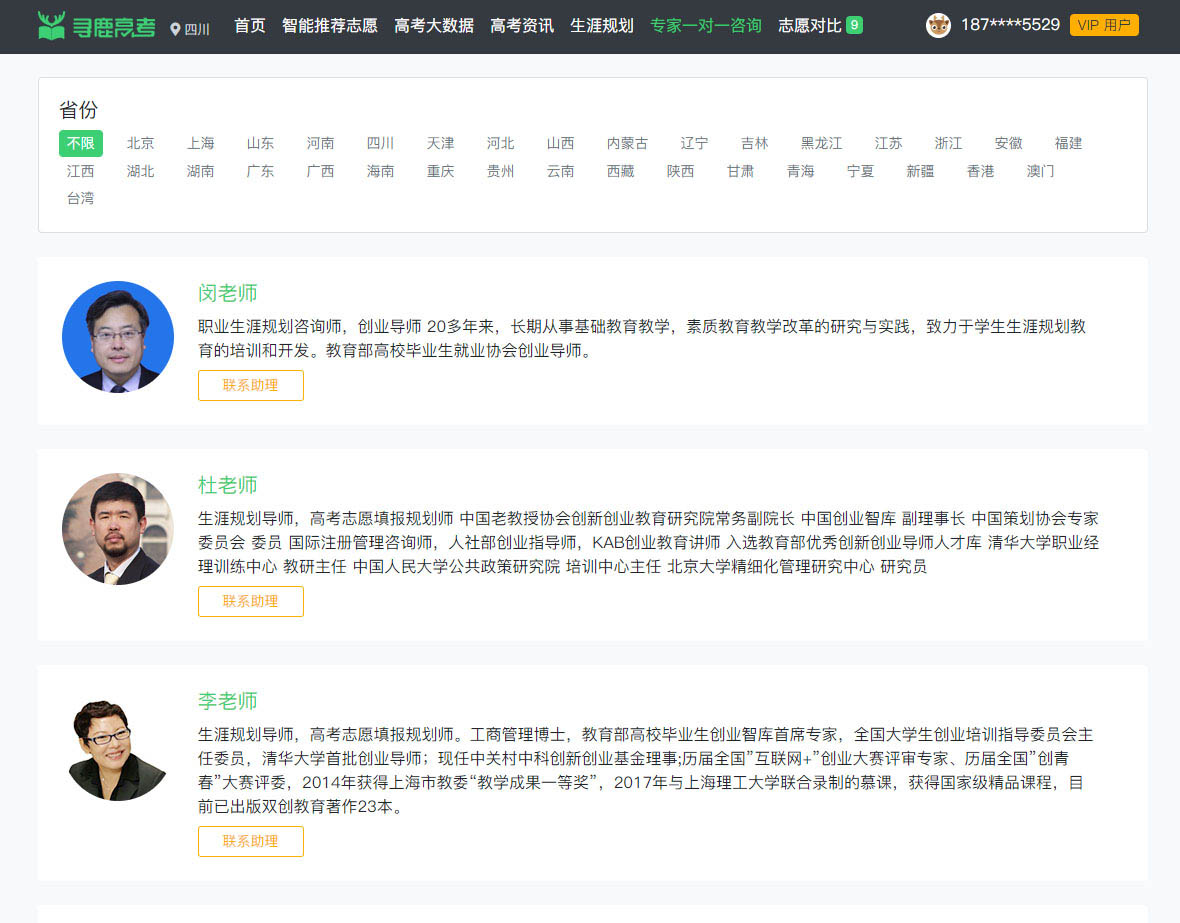 寻鹿高考 四川 首页 智能推荐志愿 高考大数据 高考资讯 生涯规划 专家一对一咨询 志愿对比 9 187****5529 VIP 用户
省份
不限 北京 上海 山东 河南 四川 天津 河北 山西 内蒙古 辽宁 吉林 黑龙江 江苏 浙江 安徽 福建
江西 湖北 湖南 广东 广西 海南 重庆 贵州 云南 西藏 陕西 甘肃 青海 宁夏 新疆 香港 澳门
台湾
闵老师
职业生涯规划咨询师，创业导师 20多年来，长期从事基础教育教学，素质教育教学改革的研究与实践，致力于学生生涯规划教
育的培训和开发。教育部高校毕业生就业协会创业导师。
联系助理
杜老师
生涯规划导师，高考志愿填报规划师 中国老教授协会创新创业教育研究院常务副院长 中国创业智库 副理事长 中国策划协会专家
委员会 委员 国际注册管理咨询师，人社部创业指导师，KAB创业教育讲师 入选教育部优秀创新创业导师人才库 清华大学职业经
理训练中心 教研主任 中国人民大学公共政策研究院 培训中心主任 北京大学精细化管理研究中心 研究员
联系助理
李老师
生涯规划导师，高考志愿填报规划师。工商管理博士，教育部高校毕业生创业智库首席专家，全国大学生创业培训指导委员会主
任委员，清华大学首批创业导师；现任中关村中科创新创业基金理事;历届全国”互联网+”创业大赛评审专家、历届全国”创青
春”大赛评委，2014年获得上海市教委“教学成果一等奖”，2017年与上海理工大学联合录制的慕课，获得国家级精品课程，目
前已出版双创教育著作23本。
联系助理